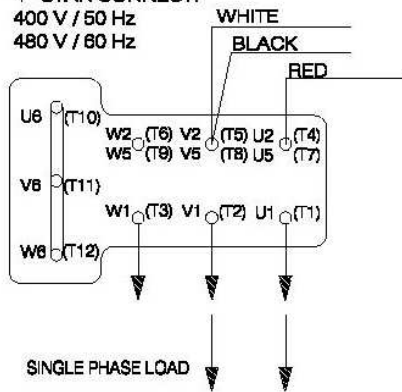 400 V / 50 Hz
480 V / 60 Hz
WHITE
BLACK
RED
U6 (T10)
W2 (T6) V2 (T5) U2 (T4)
W5 (T9) V5 (T8) U5 (T7)
V6 (T11)
W1 (T3) V1 (T2) U1 (T1)
W6 (T12)
SINGLE PHASE LOAD